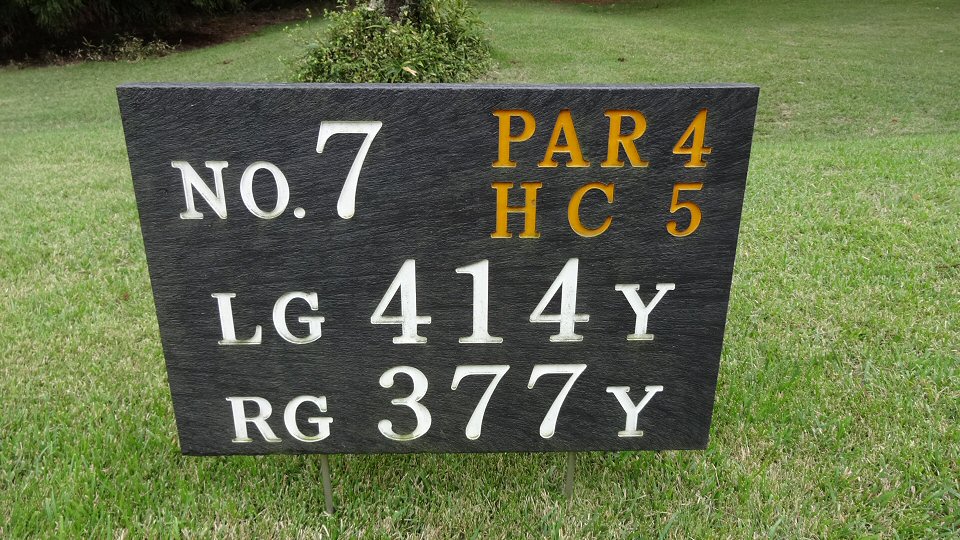 NO. 7
PAR 4
HC 5
LG 414 Y
RG 377 Y